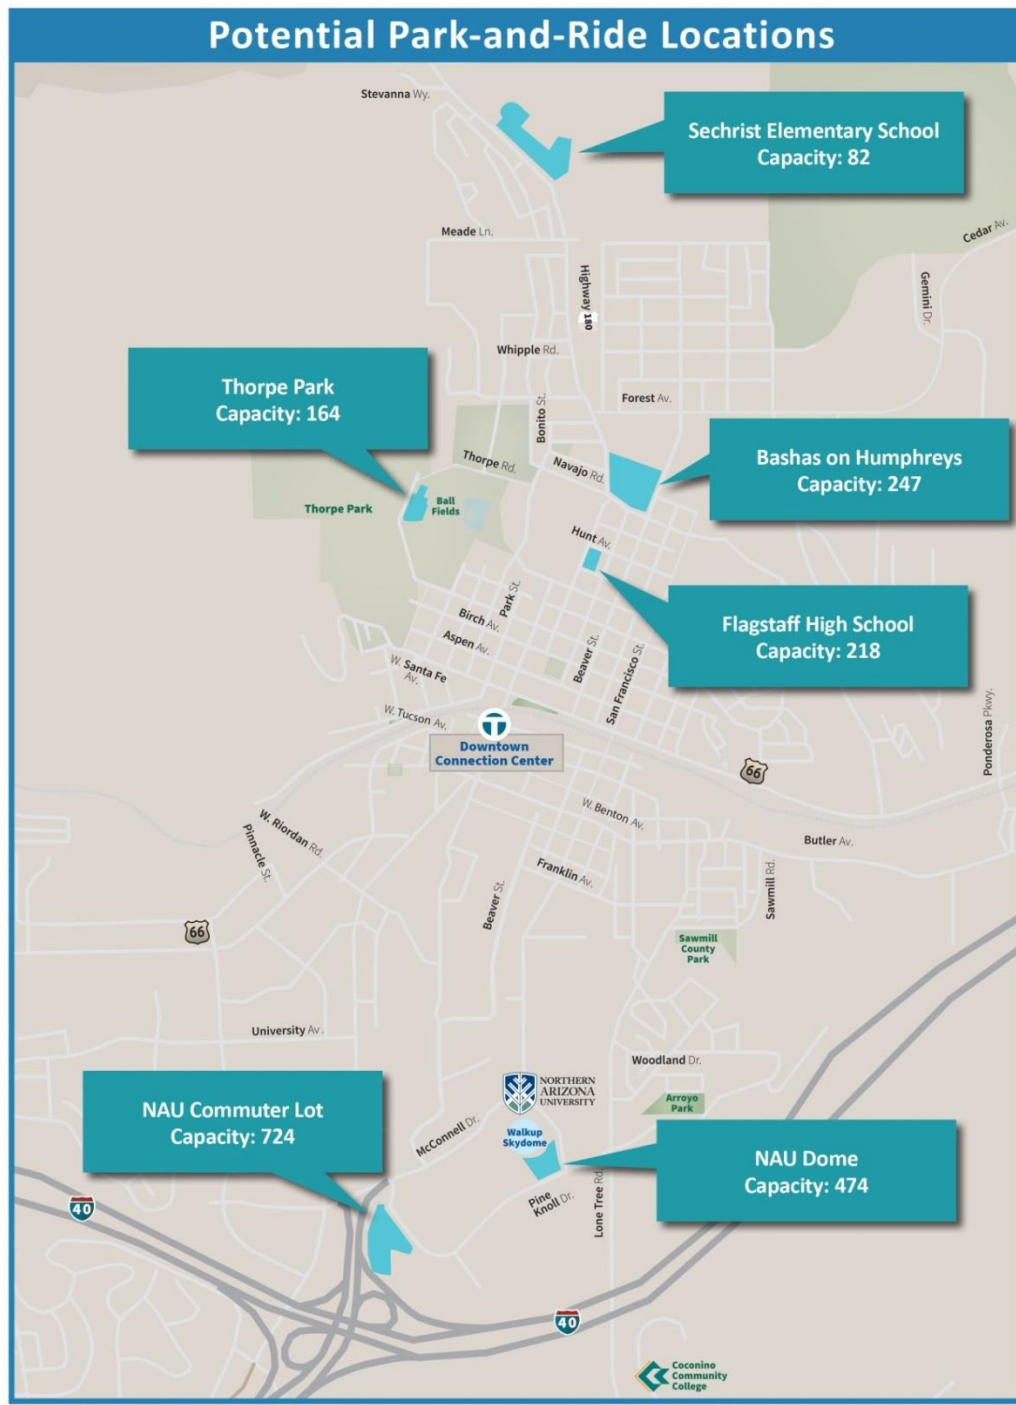 Potential Park-and-Ride Locations
Stevanna Wy.
Sechrist Elementary School
Capacity: 82
Meade Ln.
Cedar Av.
Highway 180
Gemini Dr.
Whipple Rd.
Thorpe Park
Capacity: 164
Forest Av.
Bonito St.
Bashas on Humphreys
Capacity: 247
Thorpe Rd.
Navajo Rd.
Thorpe Park
Ball
Fields
Hunt Av.
Park St.
Flagstaff High School
Capacity: 218
Birch Av.
Aspen Av.
Beaver St.
W. Santa Fe
Av.
San Francisco St.
W. Tucson Av.
T
Downtown
Connection Center
Ponderosa Pkwy.
66
W. Benton Av.
W. Riordan Rd.
Pinnacle St.
Butler Av.
Franklin Av.
Sawmill Rd.
Beaver St.
66
Sawmill
County
Park
University Av.
Woodland Dr.
NORTHERN
ARIZONA
UNIVERSITY
NAU Commuter Lot
Capacity: 724
Arroyo
Park
McConnell Dr.
Walkup
Skydome
NAU Dome
Capacity: 474
Pine
Knoll Dr.
Lone Tree Rd.
40
40
Coconino
Community
College